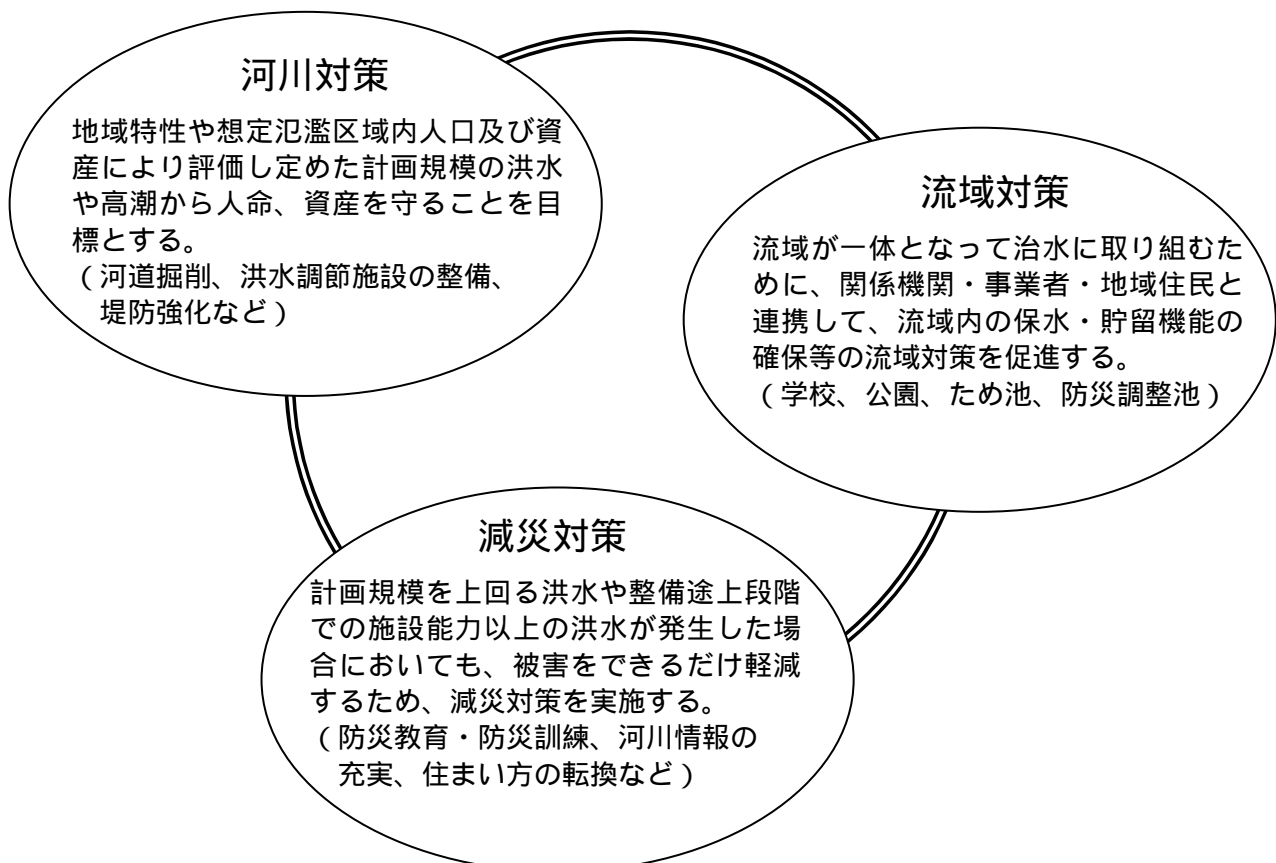 河川対策
地域特性や想定氾濫区域内人口及び資
産により評価し定めた計画規模の洪水
や高潮から人命、資産を守ることを目
標とする。
(河道掘削、洪水調節施設の整備、
堤防強化など)
流域対策
流域が一体となって治水に取り組むた
めに、関係機関・事業者・地域住民と
連携して、流域内の保水・貯留機能の
確保等の流域対策を促進する。
(学校、公園、ため池、防災調整池)
減災対策
計画規模を上回る洪水や整備途上段階
での施設能力以上の洪水が発生した場
合においても、被害をできるだけ軽減
するため、減災対策を実施する。
(防災教育・防災訓練、河川情報の
充実、住まい方の転換など)